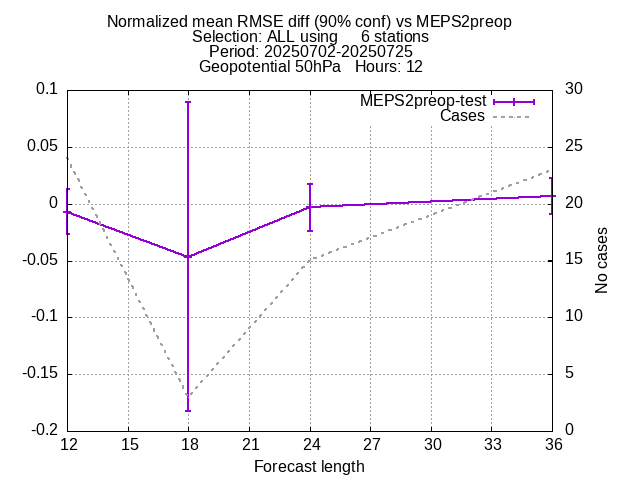 Normalized mean RMSE diff (90% conf) vs MEPS2preop
Selection: ALL using     6 stations
Period: 20250702-20250725
Geopotential 50hPa   Hours: 12
0.1
0.05
0
-0.05
-0.1
-0.15
-0.2
30
25
20
15
10
5
0
MEPS2preop-test
Cases
No cases
12 15 18 21 24 27 30 33 36
Forecast length